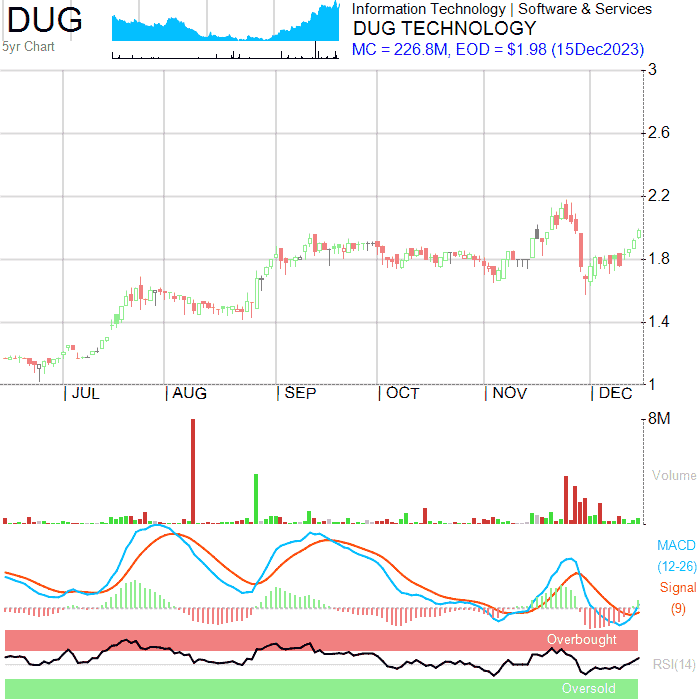 DUG
5yr Chart
Information Technology | Software & Services
DUG TECHNOLOGY
MC = 226.8M, EOD = $1.98 (15Dec2023)
3
2.6
2.2
1.8
1.4
1
JUL AUG SEP OCT NOV DEC
8M
Volume
MACD
(12-26)
Signal
(9)
Overbought
RSI(14)
Oversold